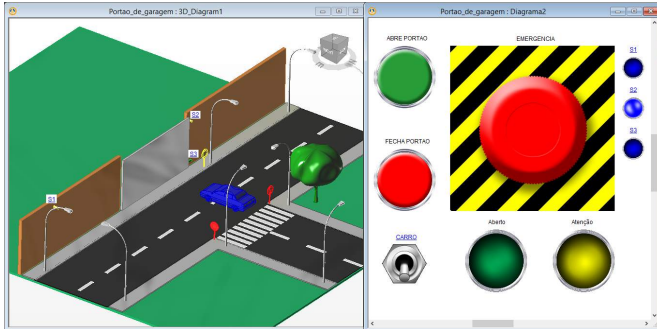 Portao_de_garagem : 3D_Diagram1
S2
S3
S1
Portao_de_garagem : Diagrama2
ABRE PORTAO
EMERGENCIA
S1
S2
FECHA PORTAO
S3
CARRO
Aberto
Atenção